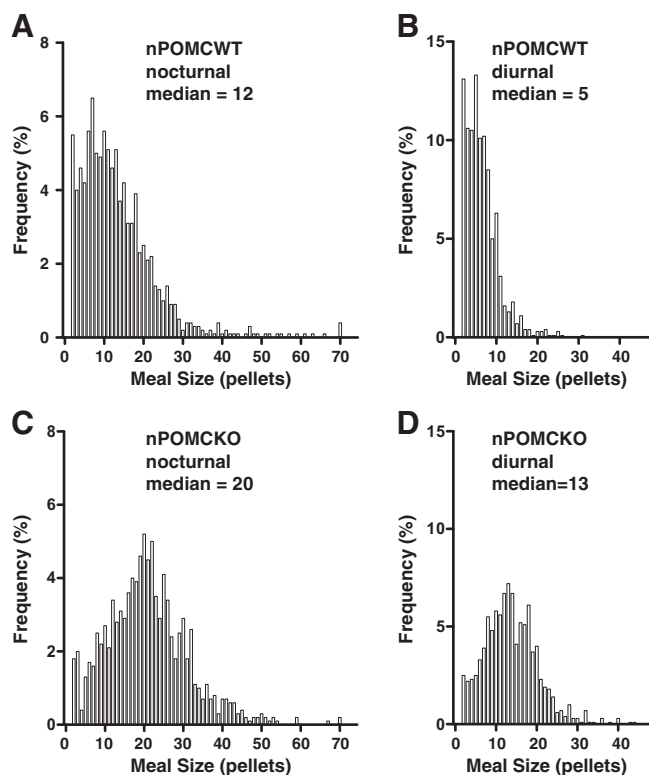 A
nPOMCWT
nocturnal
median = 12
8
6
4
2
0
Frequency (%)
0 10 20 30 40 50 60 70
Meal Size (pellets)
B
nPOMCWT
diurnal
median = 5
15
10
5
0
Frequency (%)
0 10 20 30 40
Meal Size (pellets)
C
nPOMCKO
nocturnal
median = 20
8
6
4
2
0
Frequency (%)
0 10 20 30 40 50 60 70
Meal Size (pellets)
D
nPOMCKO
diurnal
median=13
15
10
5
0
Frequency (%)
0 10 20 30 40
Meal Size (pellets)